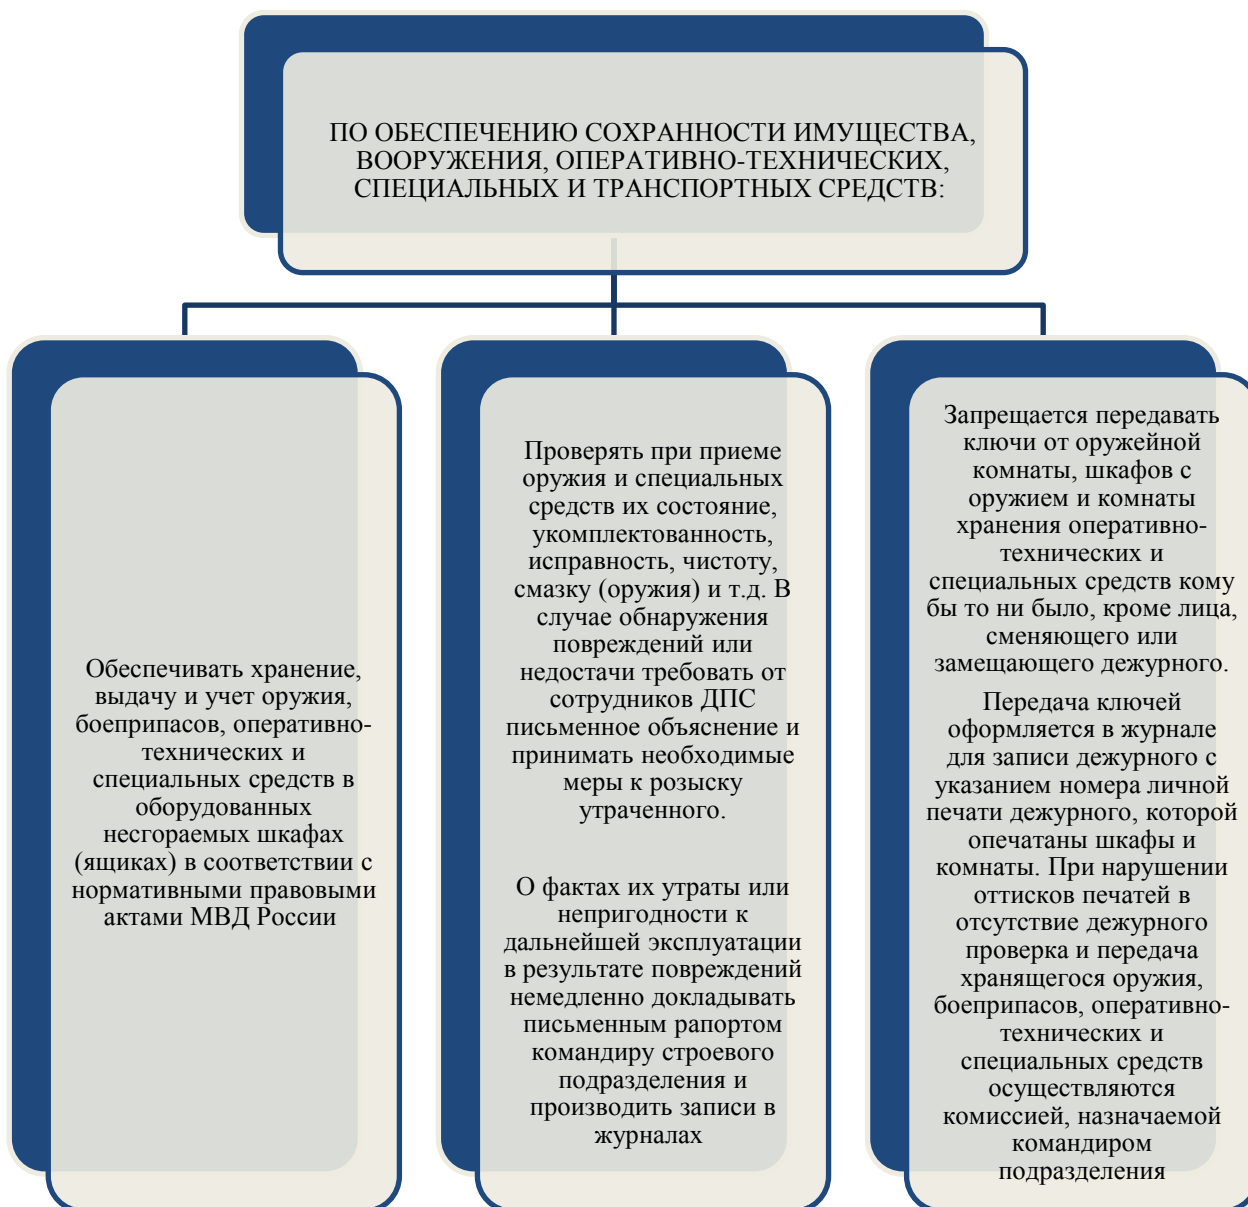 ПО ОБЕСПЕЧЕНИЮ СОХРАННОСТИ ИМУЩЕСТВА,
ВООРУЖЕНИЯ, ОПЕРАТИВНО-ТЕХНИЧЕСКИХ,
СПЕЦИАЛЬНЫХ И ТРАНСПОРТНЫХ СРЕДСТВ:
Обеспечивать хранение,
выдачу и учет оружия,
боеприпасов, оперативно-
технических и
специальных средств в
оборудованных
несгораемых шкафах
(ящиках) в соответствии с
нормативными правовыми
актами МВД России
Проверять при приеме
оружия и специальных
средств их состояние,
укомплектованность,
исправность, чистоту,
смазку (оружия) и т.д. В
случае обнаружения
повреждений или
недостачи требовать от
сотрудников ДПС
письменное объяснение и
принимать необходимые
меры к розыску
утраченного.
О фактах их утраты или
непригодности к
дальнейшей эксплуатации
в результате повреждений
немедленно докладывать
письменным рапортом
командиру строевого
подразделения и
производить записи в
журналах
Запрещается передавать
ключи от оружейной
комнаты, шкафов с
оружием и комнаты
хранения оперативно-
технических и
специальных средств кому
бы то ни было, кроме лица,
сменяющего или
замещающего дежурного.
Передача ключей
оформляется в журнале
для записи дежурного с
указанием номера личной
печати дежурного, которой
опечатаны шкафы и
комнаты. При нарушении
оттисков печатей в
отсутствие дежурного
проверка и передача
хранящегося оружия,
боеприпасов, оперативно-
технических и
специальных средств
осуществляются
комиссией, назначаемой
командиром
подразделения